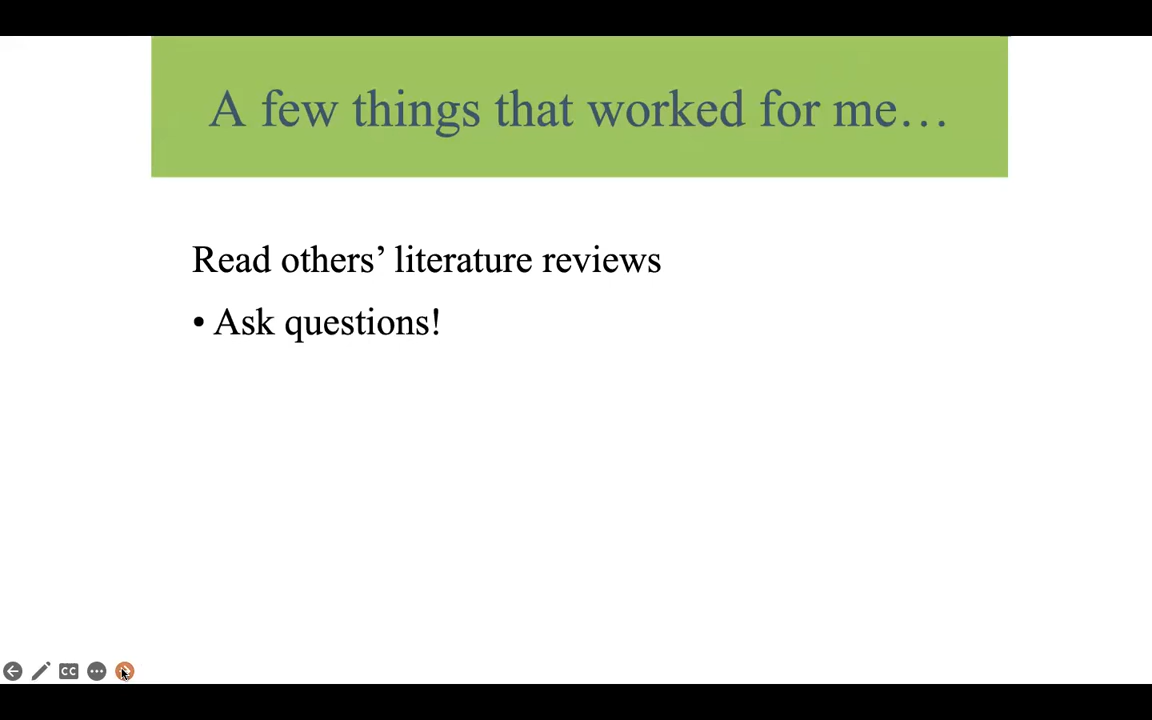 A few things that worked for me…
Read others’ literature reviews
• Ask questions!
CC